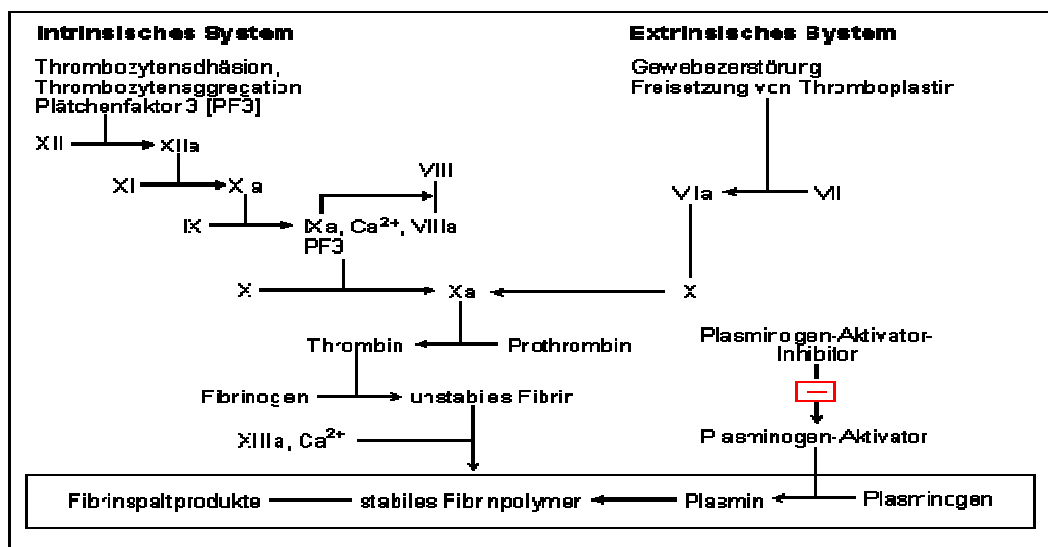 Intrinsisches System
Extrinsisches System
Thrombozytenadhäsion,
Thrombozytenaggregation
Plätchenfaktor 3 [PF3]
Gewebezerstörung
Freisetzung von Thromboplastin
XII
XIIa
XI
XIa
VIII
VIIa
VII
IX
IXa, Ca²⁺, VIIIa
PF3
X
Xa
X
Thrombin
Prothrombin
Plasminogen-Aktivator-
Inhibitor
−
Fibrinogen
unstabiles Fibrin
XIIIa, Ca²⁺
Plasminogen-Aktivator
Fibrinspaltprodukte
stabiles Fibrinpolymer
Plasmin
Plasminogen